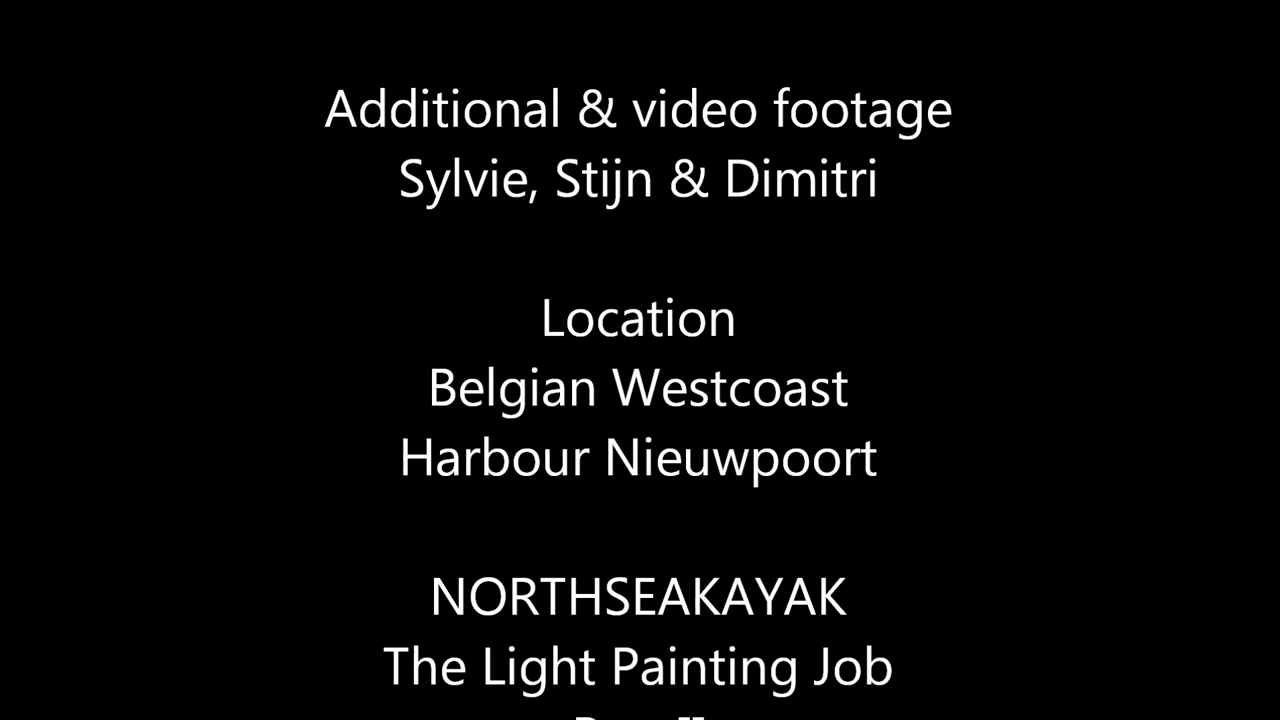 Additional & video footage
Sylvie, Stijn & Dimitri
Location
Belgian Westcoast
Harbour Nieuwpoort
NORTHSEAKAYAK
The Light Painting Job